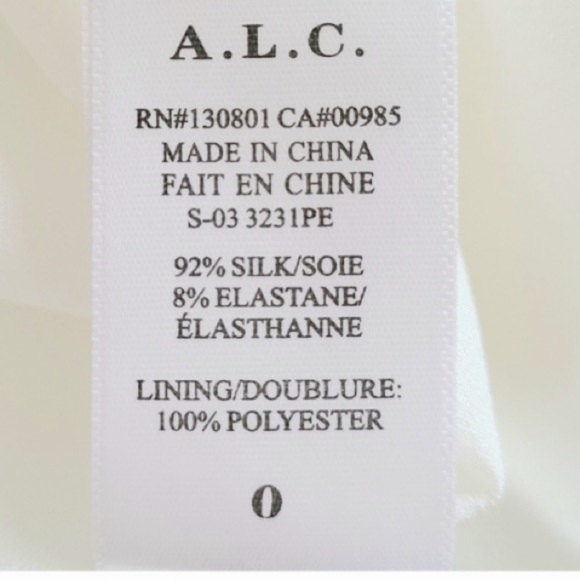 A.L.C.
RN#130801 CA#00985
MADE IN CHINA
FAIT EN CHINE
S-03 3231PE
92% SILK/SOIE
8% ELASTANE/
ÉLASTHANNE
LINING/DOUBLURE:
100% POLYESTER
0